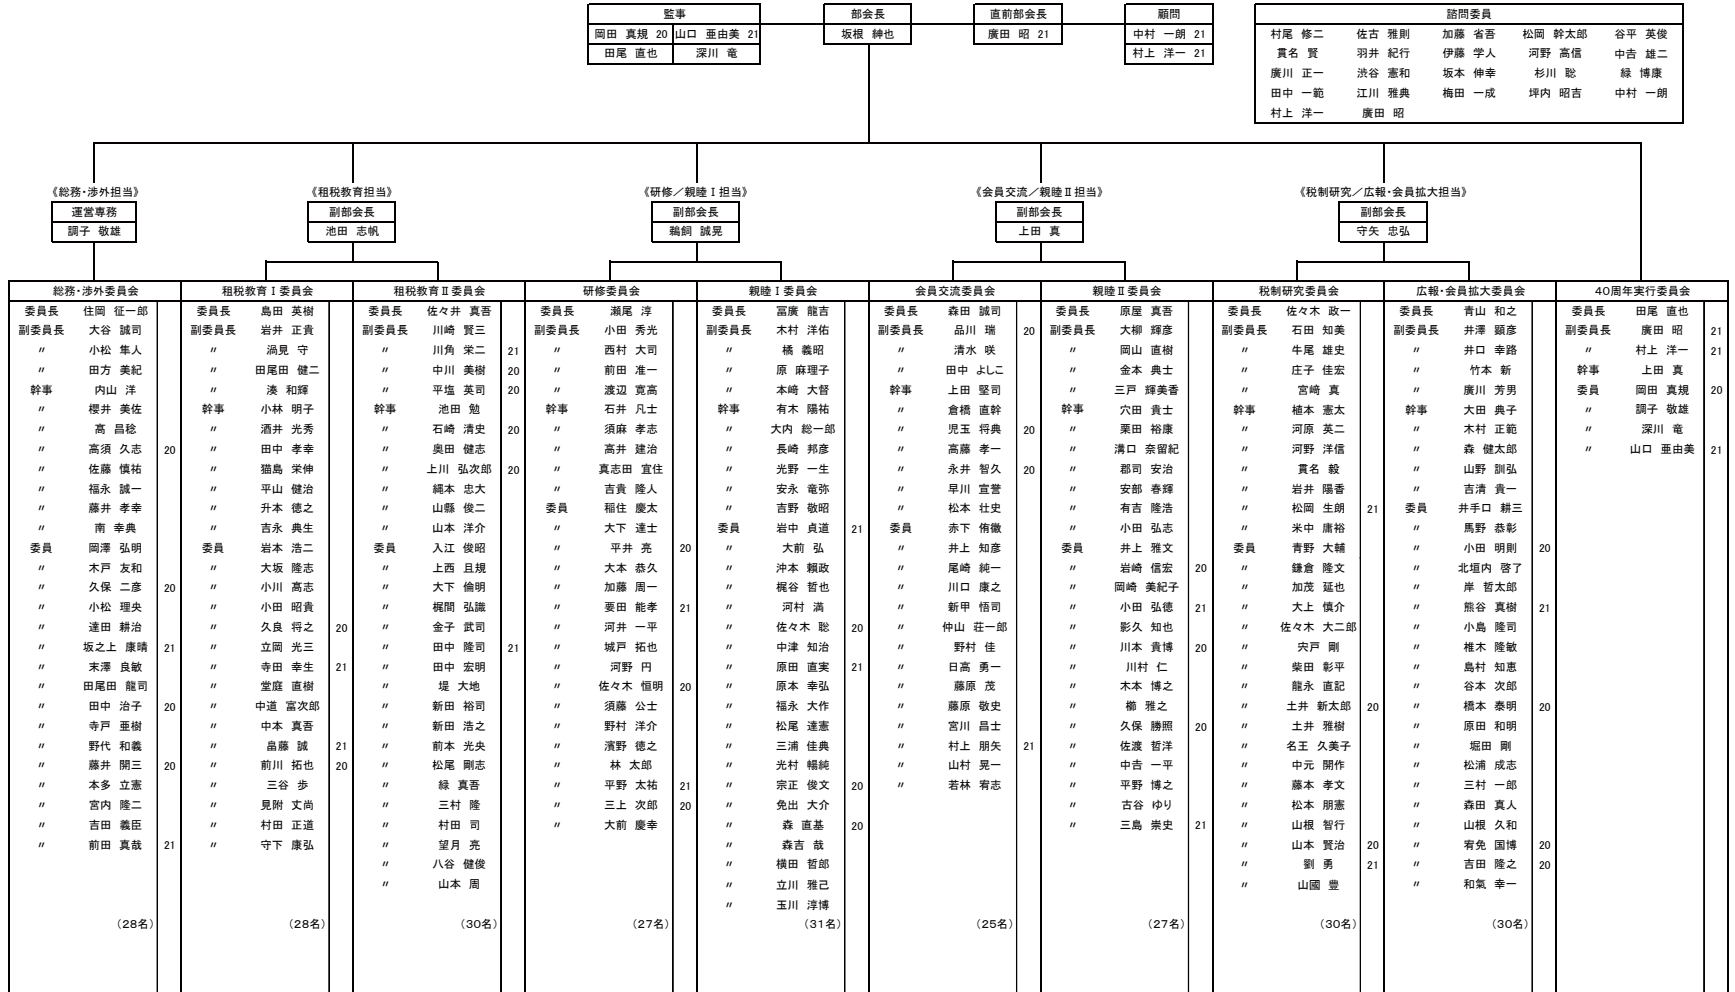 監事
岡田 真規 20 山口 亜由美 21
田尾 直也 深川 竜
部会長
坂根 紳也
直前部会長
廣田 昭 21
顧問
中村 一朗 21
村上 洋一 21
諮問委員
村尾 修二 佐古 雅則 加藤 省吾 松岡 幹太郎 谷平 英俊
貫名 賢 羽井 紀行 伊藤 学人 河野 高信 中𠮷 雄二
廣川 正一 渋谷 憲和 坂本 伸幸 杉川 聡 緑 博康
田中 一範 江川 雅典 梅田 一成 坪内 昭吉 中村 一朗
村上 洋一 廣田 昭
《総務・渉外担当》
運営専務
調子 敬雄
《租税教育担当》
副部会長
池田 志帆
《研修／親睦Ⅰ担当》
副部会長
鵜飼 誠晃
《会員交流／親睦Ⅱ担当》
副部会長
上田 真
《税制研究／広報・会員拡大担当》
副部会長
守矢 忠弘
総務・渉外委員会
委員長 住岡 征一郎
副委員長 大谷 誠司
〃 小松 隼人
〃 田方 美紀
幹事 内山 洋
〃 櫻井 美佐
〃 髙 昌稔
〃 高須 久志 20
〃 佐藤 慎祐
〃 福永 誠一
〃 藤井 孝幸
〃 南 幸典
委員 岡澤 弘明
〃 木戸 友和
〃 久保 二彦 20
〃 小松 理央
〃 達田 耕治
〃 坂之上 康晴 21
〃 末澤 良敏
〃 田尾田 龍司
〃 田中 治子 20
〃 寺戸 亜樹
〃 野代 和義
〃 藤井 開三 20
〃 本多 立憲
〃 宮内 隆二
〃 吉田 義臣
〃 前田 真哉 21
（28名）
租税教育Ⅰ委員会
委員長 島田 英樹
副委員長 岩井 正貴
〃 渦見 守
〃 田尾田 健二
〃 湊 和輝
幹事 小林 明子
〃 酒井 光秀
〃 田中 孝幸
〃 猫島 栄伸
〃 平山 健治
〃 升本 徳之
〃 吉永 典生
委員 岩本 浩二
〃 大坂 隆志
〃 小川 髙志
〃 小田 昭貴
〃 久良 将之 20
〃 立岡 光三
〃 寺田 幸生 21
〃 堂庭 直樹
〃 中道 富次郎
〃 中本 真吾
〃 畠藤 誠 21
〃 前川 拓也 20
〃 三谷 歩
〃 見附 丈尚
〃 村田 正道
〃 守下 康弘
（28名）
租税教育Ⅱ委員会
委員長 佐々井 真吾
副委員長 川崎 賢三
〃 川角 栄二 21
〃 中川 美樹 20
〃 平塩 英司 20
幹事 池田 勉
〃 石崎 清史 20
〃 奥田 健志
〃 上川 弘次郎 20
〃 縄本 忠大
〃 山縣 俊二
〃 山本 洋介
委員 入江 俊昭
〃 上西 且規
〃 大下 倫明
〃 梶間 弘識
〃 金子 武司
〃 田中 隆司 21
〃 田中 宏明
〃 堤 大地
〃 新田 裕司
〃 新田 浩之
〃 前本 光央
〃 松尾 剛志
〃 緑 真吾
〃 三村 隆
〃 村田 司
〃 望月 亮
〃 八谷 健俊
〃 山本 周
（30名）
研修委員会
委員長 瀬尾 淳
副委員長 小田 秀光
〃 西村 大司
〃 前田 准一
〃 渡辺 寛高
幹事 石井 凡士
〃 須麻 孝志
〃 高井 建治
〃 真志田 宜住
〃 吉貴 隆人
委員 稲住 慶太
〃 大下 達士
〃 平井 亮 20
〃 大本 恭久
〃 加藤 周一
〃 要田 能孝 21
〃 河井 一平
〃 城戸 拓也
〃 河野 円
〃 佐々木 恒明 20
〃 須藤 公士
〃 野村 洋介
〃 濱野 徳之
〃 林 太郎
〃 平野 太祐 21
〃 三上 次郎 20
〃 大前 慶幸
（27名）
親睦Ⅰ委員会
委員長 冨廣 龍吉
副委員長 木村 洋佑
〃 橘 義昭
〃 原 麻理子
〃 本﨑 大督
幹事 有木 陽祐
〃 大内 総一郎
〃 長崎 邦彦
〃 光野 一生
〃 安永 竜弥
〃 吉野 敬昭
委員 岩中 貞道 21
〃 大前 弘
〃 沖本 頼政
〃 梶谷 哲也
〃 河村 満
〃 佐々木 聡 20
〃 中津 知治
〃 原田 直実 21
〃 原本 幸弘
〃 福永 大作
〃 松尾 達憲
〃 三浦 佳典
〃 光村 暢純
〃 宗正 俊文 20
〃 免出 大介
〃 森 直基 20
〃 森吉 哉
〃 横田 哲郎
〃 立川 雅己
〃 玉川 淳博
（31名）
会員交流委員会
委員長 森田 誠司
副委員長 品川 瑞 20
〃 清水 咲
〃 田中 よしこ
幹事 上田 堅司
〃 倉橋 直幹
〃 児玉 将典 20
〃 高藤 孝一
〃 永井 智久 20
〃 早川 宣誉
〃 松本 壮史
委員 赤下 侑徹
〃 井上 知彦
〃 尾崎 純一
〃 川口 康之
〃 新甲 悟司
〃 仲山 荘一郎
〃 野村 佳
〃 日高 勇一
〃 藤原 茂
〃 藤原 敬史
〃 宮川 昌士
〃 村上 朋矢 21
〃 山村 晃一
〃 若林 宥志
（25名）
親睦Ⅱ委員会
委員長 原屋 真吾
副委員長 大柳 輝彦
〃 岡山 直樹
〃 金本 典士
〃 三戸 輝美香
幹事 穴田 貴士
〃 栗田 裕康
〃 溝口 奈留紀
〃 郡司 安治
〃 安部 春輝
〃 有吉 隆浩
〃 小田 弘志
委員 井上 雅文
〃 岩崎 信宏 20
〃 岡崎 美紀子
〃 小田 弘徳 21
〃 影久 知也
〃 川本 貴博 20
〃 川村 仁
〃 木本 博之
〃 櫛 雅之
〃 久保 勝照 20
〃 佐渡 哲洋
〃 中𠮷 一平
〃 平野 博之
〃 古谷 ゆり
〃 三島 崇史 21
（27名）
税制研究委員会
委員長 佐々木 政一
副委員長 石田 知美
〃 牛尾 雄史
〃 庄子 佳宏
〃 宮﨑 真
幹事 植本 憲太
〃 河原 英二
〃 河野 洋信
〃 貫名 毅
〃 岩井 陽香
〃 松岡 生朗 21
〃 米中 庸裕
委員 青野 大輔
〃 鎌倉 隆文
〃 加茂 延也
〃 大上 慎介
〃 佐々木 大二郎
〃 宍戸 剛
〃 柴田 彰平
〃 龍永 直記
〃 土井 新太郎 20
〃 土井 雅樹
〃 名王 久美子
〃 中元 開作
〃 藤本 孝文
〃 松本 朋憲
〃 山根 智行
〃 山本 賢治 20
〃 劉 勇 21
〃 山國 豊
（30名）
広報・会員拡大委員会
委員長 青山 和之
副委員長 井澤 顕彦
〃 井口 幸路
〃 竹本 新
〃 廣川 芳男
幹事 大田 典子
〃 木村 正範
〃 森 健太郎
〃 山野 訓弘
〃 吉清 貴一
委員 井手口 耕三
〃 馬野 恭彰
〃 小田 明則 20
〃 北垣内 啓了
〃 岸 哲太郎
〃 熊谷 真樹 21
〃 小島 隆司
〃 椎木 隆敏
〃 島村 知恵
〃 谷本 次郎
〃 橋本 泰明 20
〃 原田 和明
〃 堀田 剛
〃 松浦 成志
〃 三村 一郎
〃 森田 真人
〃 山根 久和
〃 宥免 国博 20
〃 吉田 隆之 20
〃 和氣 幸一
（30名）
40周年実行委員会
委員長 田尾 直也
副委員長 廣田 昭 21
〃 村上 洋一 21
幹事 上田 真
委員 岡田 真規 20
〃 調子 敬雄
〃 深川 竜
〃 山口 亜由美 21